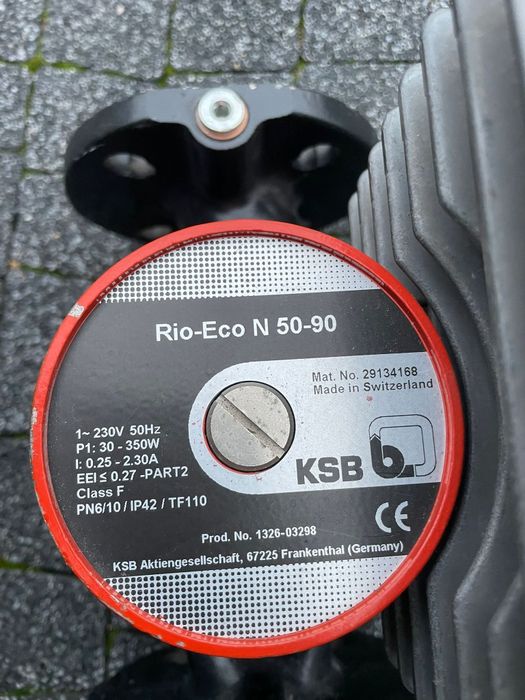 Rio-Eco N 50-90
Mat. No. 29134168
Made in Switzerland
1~ 230V 50Hz
P1: 30 - 350W
I: 0.25 - 2.30A
EEI ≤ 0.27 -PART2
Class F
PN6/10 / IP42 / TF110
KSB b.
CE
Prod. No. 1326-03298
KSB Aktiengesellschaft, 67225 Frankenthal (Germany)